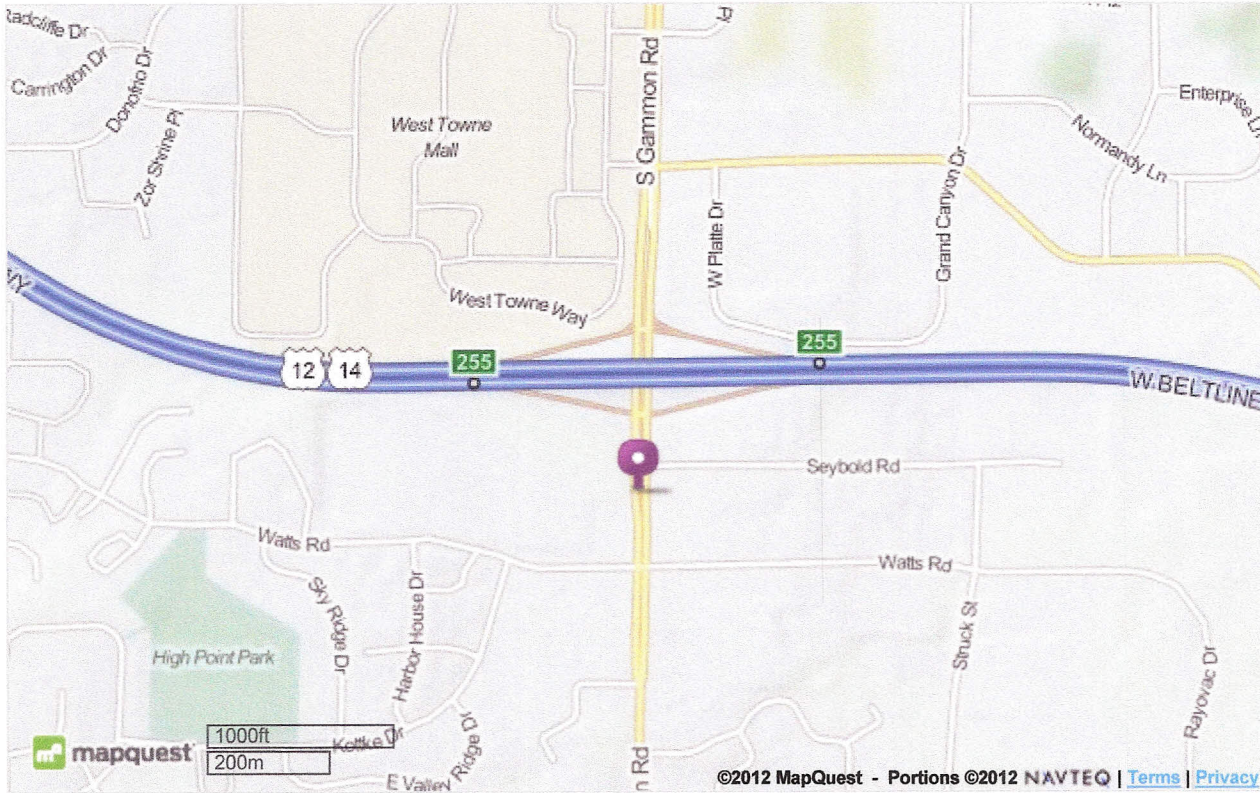 Radcliffe Dr
Carrington Dr
Donofrio Dr
Zor Shrine Pl
West Towne
Mall
S Gammon Rd
Pl
Enterprise Ln
Normandy Ln
Grand Canyon Dr
W Platte Dr
West Towne Way
VY
12
14
255
255
W BELTLINE
Seybold Rd
Watts Rd
Watts Rd
Sky Ridge Dr
Harbor House Dr
High Point Park
Struck St
Rayovac Dr
Kottke Dr
E Valley Ridge Dr
n Rd
1000ft
200m
mapquest
©2012 MapQuest - Portions ©2012 NAVTEQ | Terms | Privacy